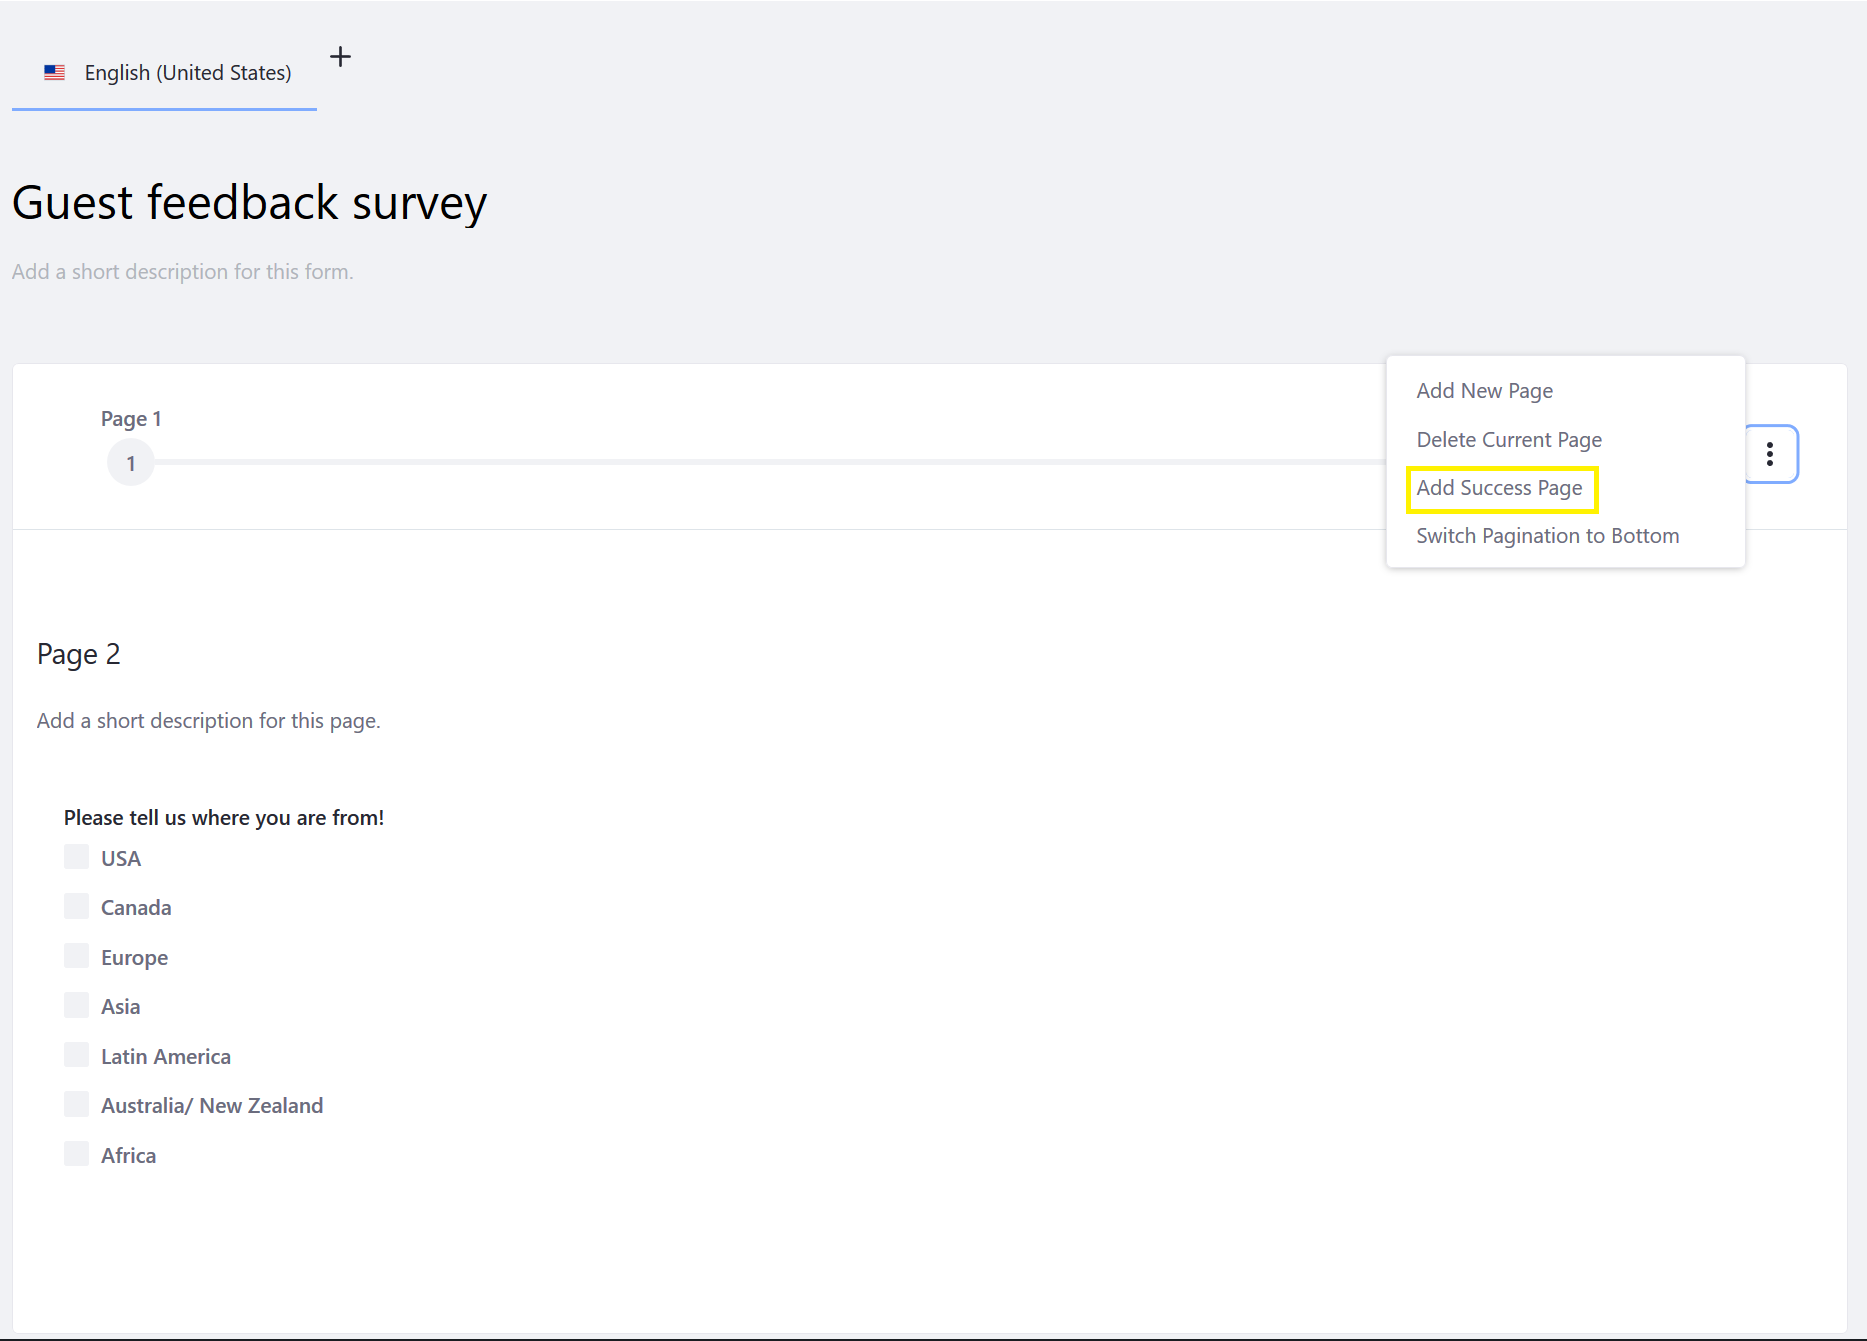 English (United States)
Guest feedback survey
Add a short description for this form.
Page 1
1
Add New Page
Delete Current Page
Add Success Page
Switch Pagination to Bottom
Page 2
Add a short description for this page.
Please tell us where you are from!
USA
Canada
Europe
Asia
Latin America
Australia/ New Zealand
Africa